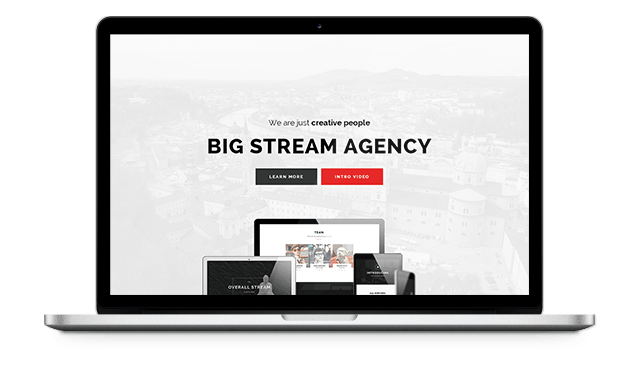 We are just creative people
BIG STREAM AGENCY
LEARN MORE
INTRO VIDEO
TEAM
OVERALL STREAM